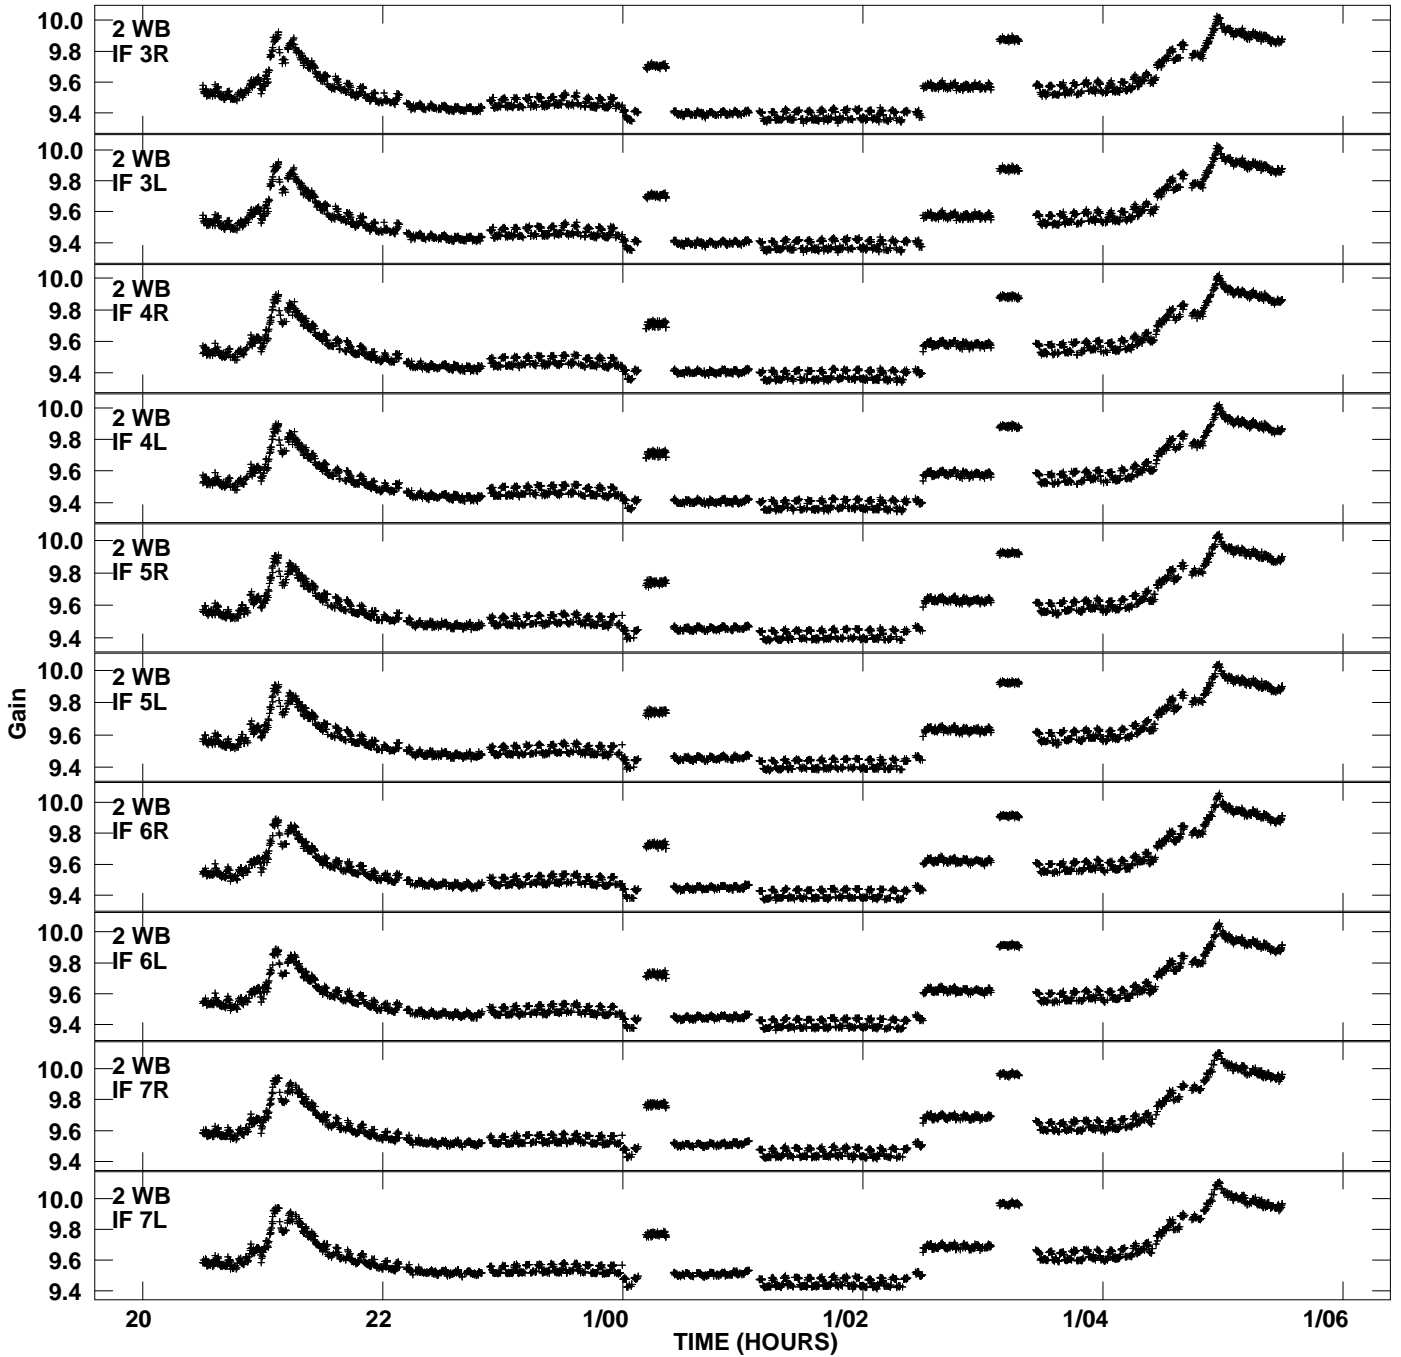 10.0
9.8
9.6
9.4
2 WB
IF 3R
10.0
9.8
9.6
9.4
2 WB
IF 3L
10.0
9.8
9.6
9.4
2 WB
IF 4R
10.0
9.8
9.6
9.4
2 WB
IF 4L
10.0
9.8
9.6
9.4
2 WB
IF 5R
10.0
9.8
9.6
9.4
2 WB
IF 5L
10.0
9.8
9.6
9.4
2 WB
IF 6R
10.0
9.8
9.6
9.4
2 WB
IF 6L
10.0
9.8
9.6
9.4
2 WB
IF 7R
10.0
9.8
9.6
9.4
2 WB
IF 7L
Gain
20 22 1/00 1/02 1/04 1/06
TIME (HOURS)